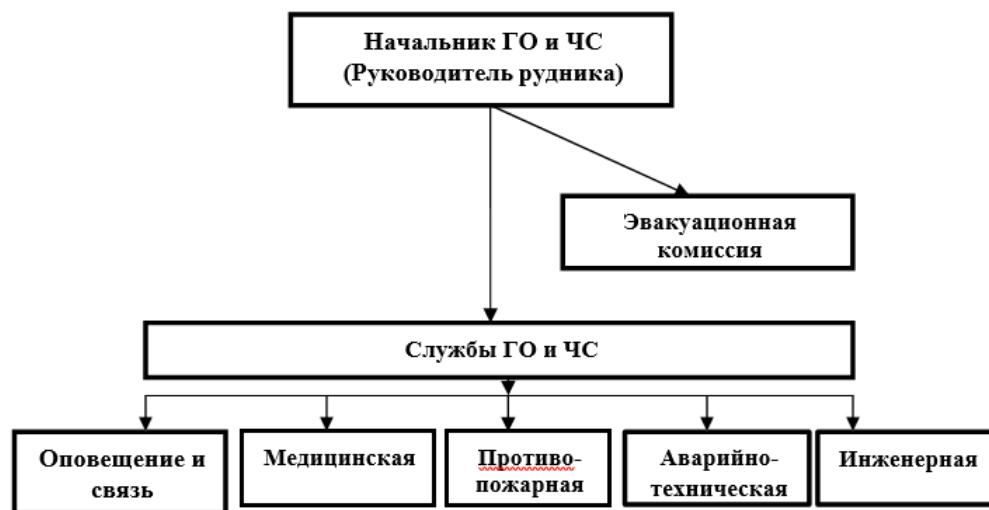 Начальник ГО и ЧС
(Руководитель рудника)
Эвакуационная
комиссия
Службы ГО и ЧС
Оповещение и
связь
Медицинская
Противо-
пожарная
Аварийно-
техническая
Инженерная